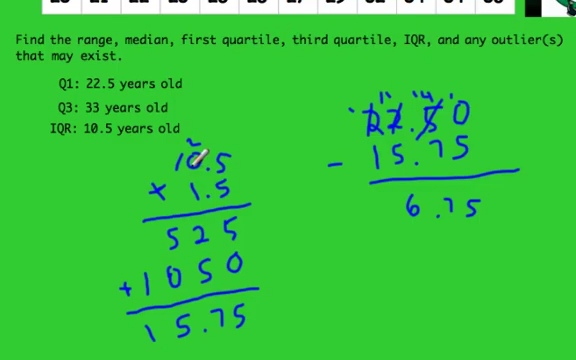 Find the range, median, first quartile, third quartile, IQR, and any outlier(s)
that may exist.
Q1: 22.5 years old
Q3: 33 years old
IQR: 10.5 years old
2
10.5
× 1.5
525
+1050
15.75
22.50
- 15.75
6.75